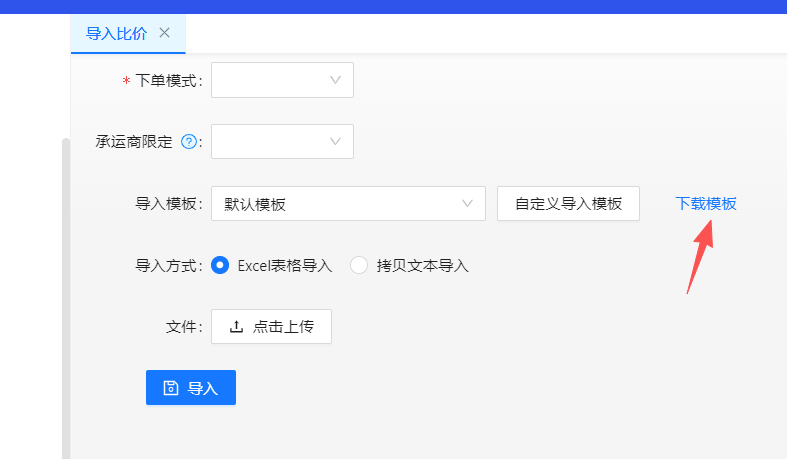 导入比价
* 下单模式:
承运商限定 ? :
导入模板: 默认模板 自定义导入模板 下载模板
导入方式: Excel表格导入 拷贝文本导入
文件: 点击上传
导入